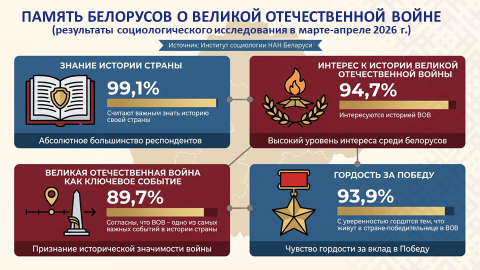 ПАМЯТЬ БЕЛОРУСОВ О ВЕЛИКОЙ ОТЕЧЕСТВЕННОЙ ВОЙНЕ
(результаты социологического исследования в марте-апреле 2026 г.)
Источник: Институт социологии НАН Беларуси
ЗНАНИЕ ИСТОРИИ СТРАНЫ
99,1%
Считают важным знать историю
своей страны
Абсолютное большинство респондентов
ИНТЕРЕС К ИСТОРИИ ВЕЛИКОЙ
ОТЕЧЕСТВЕННОЙ ВОЙНЫ
94,7%
Интересуются историей ВОВ
Высокий уровень интереса среди белорусов
ВЕЛИКАЯ ОТЕЧЕСТВЕННАЯ ВОЙНА
КАК КЛЮЧЕВОЕ СОБЫТИЕ
89,7%
Согласны, что ВОВ – одно из самых
важных событий в истории страны
Признание исторической значимости войны
ГОРДОСТЬ ЗА ПОБЕДУ
93,9%
С уверенностью гордятся тем, что
живут в стране-победительнице в ВОВ
Чувство гордости за вклад в Победу